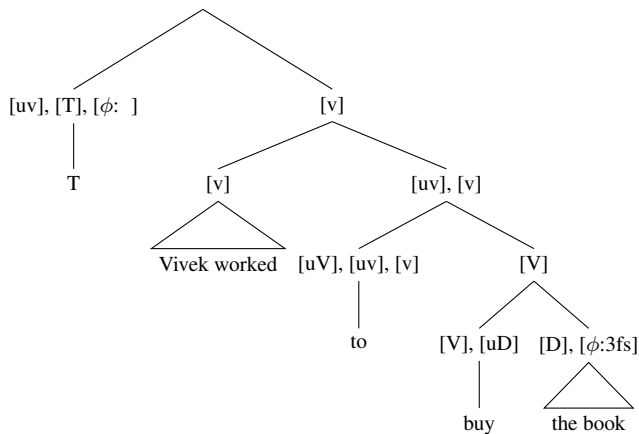 [uv], [T], [ϕ: ]
[v]
T
[v]
[uv], [v]
Vivek worked
[uV], [uv], [v]
[V]
to
[V], [uD]
[D], [ϕ:3fs]
buy
the book